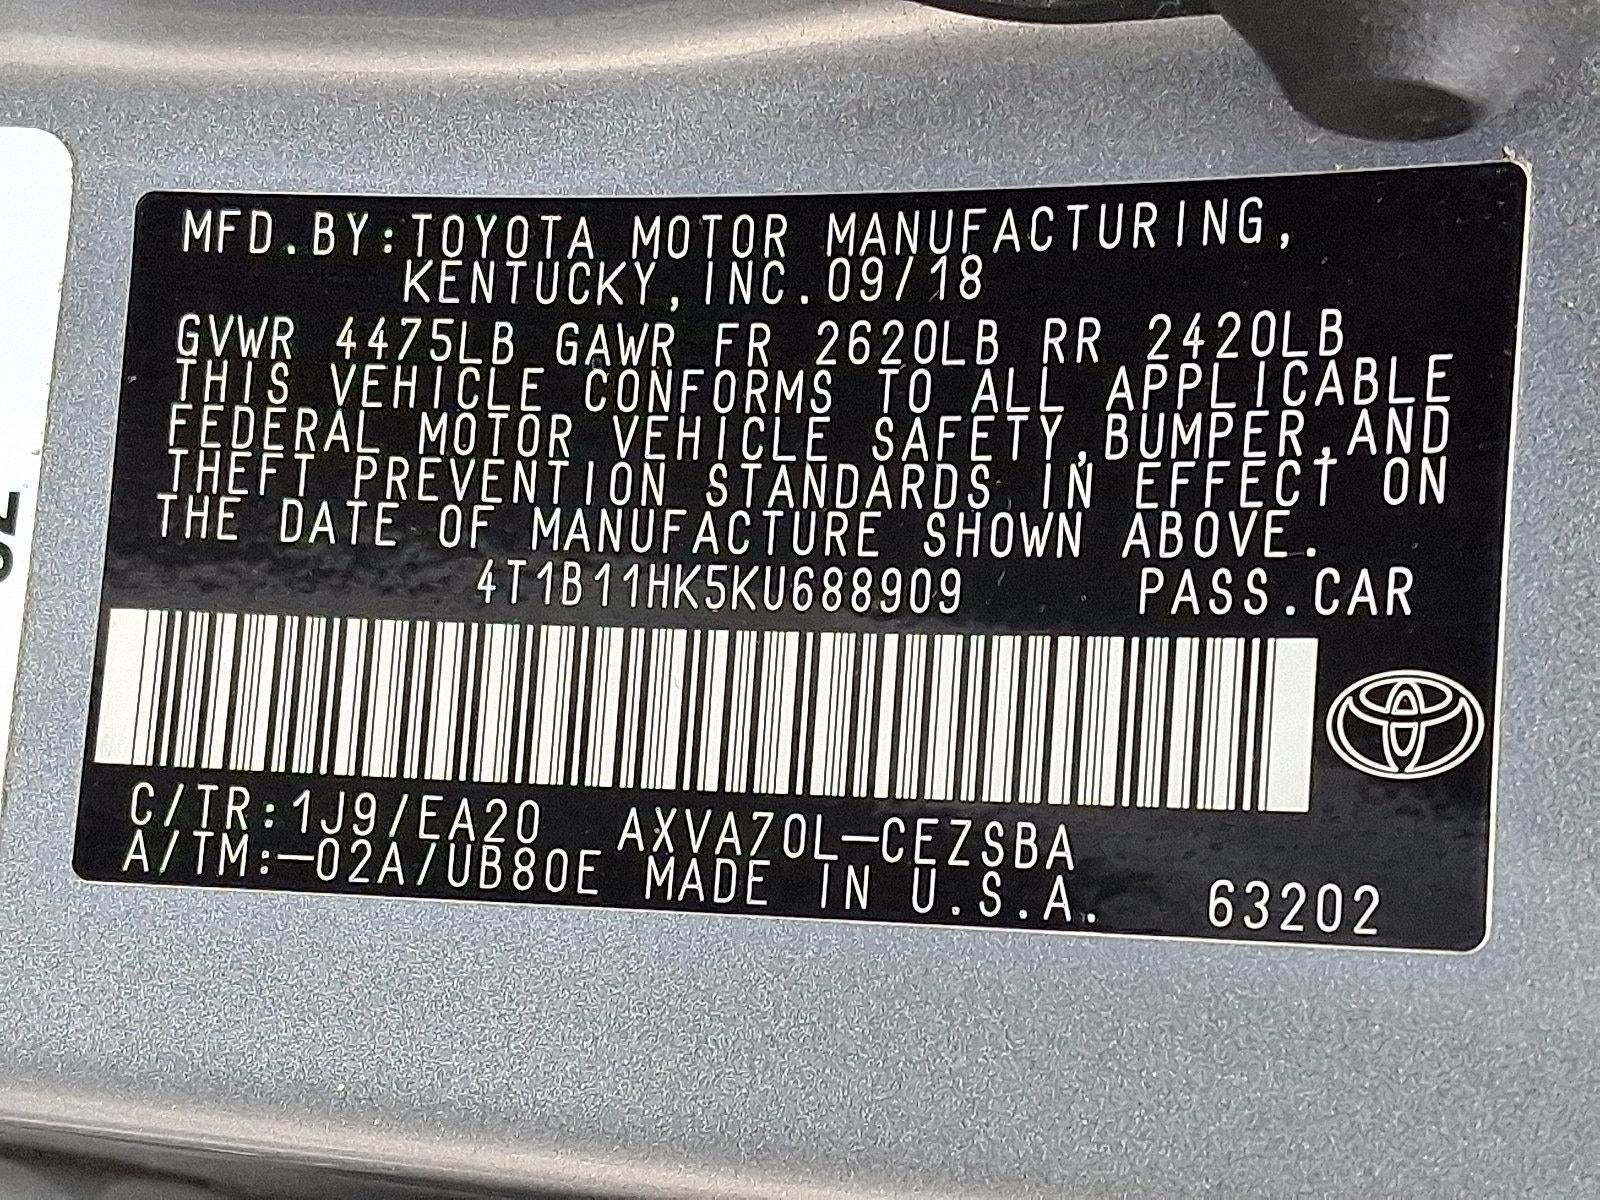 MFD.BY:TOYOTA MOTOR MANUFACTURING,
KENTUCKY,INC.09/18
GVWR 4475LB GAWR FR 2620LB RR 2420LB
THIS VEHICLE CONFORMS TO ALL APPLICABLE
FEDERAL MOTOR VEHICLE SAFETY,BUMPER,AND
THEFT PREVENTION STANDARDS IN EFFECT ON
THE DATE OF MANUFACTURE SHOWN ABOVE.
4T1B11HK5KU688909 PASS.CAR
C/TR:1J9/EA20 AXVA70L-CEZSBA
A/TM:-02A/UB80E MADE IN U.S.A. 63202